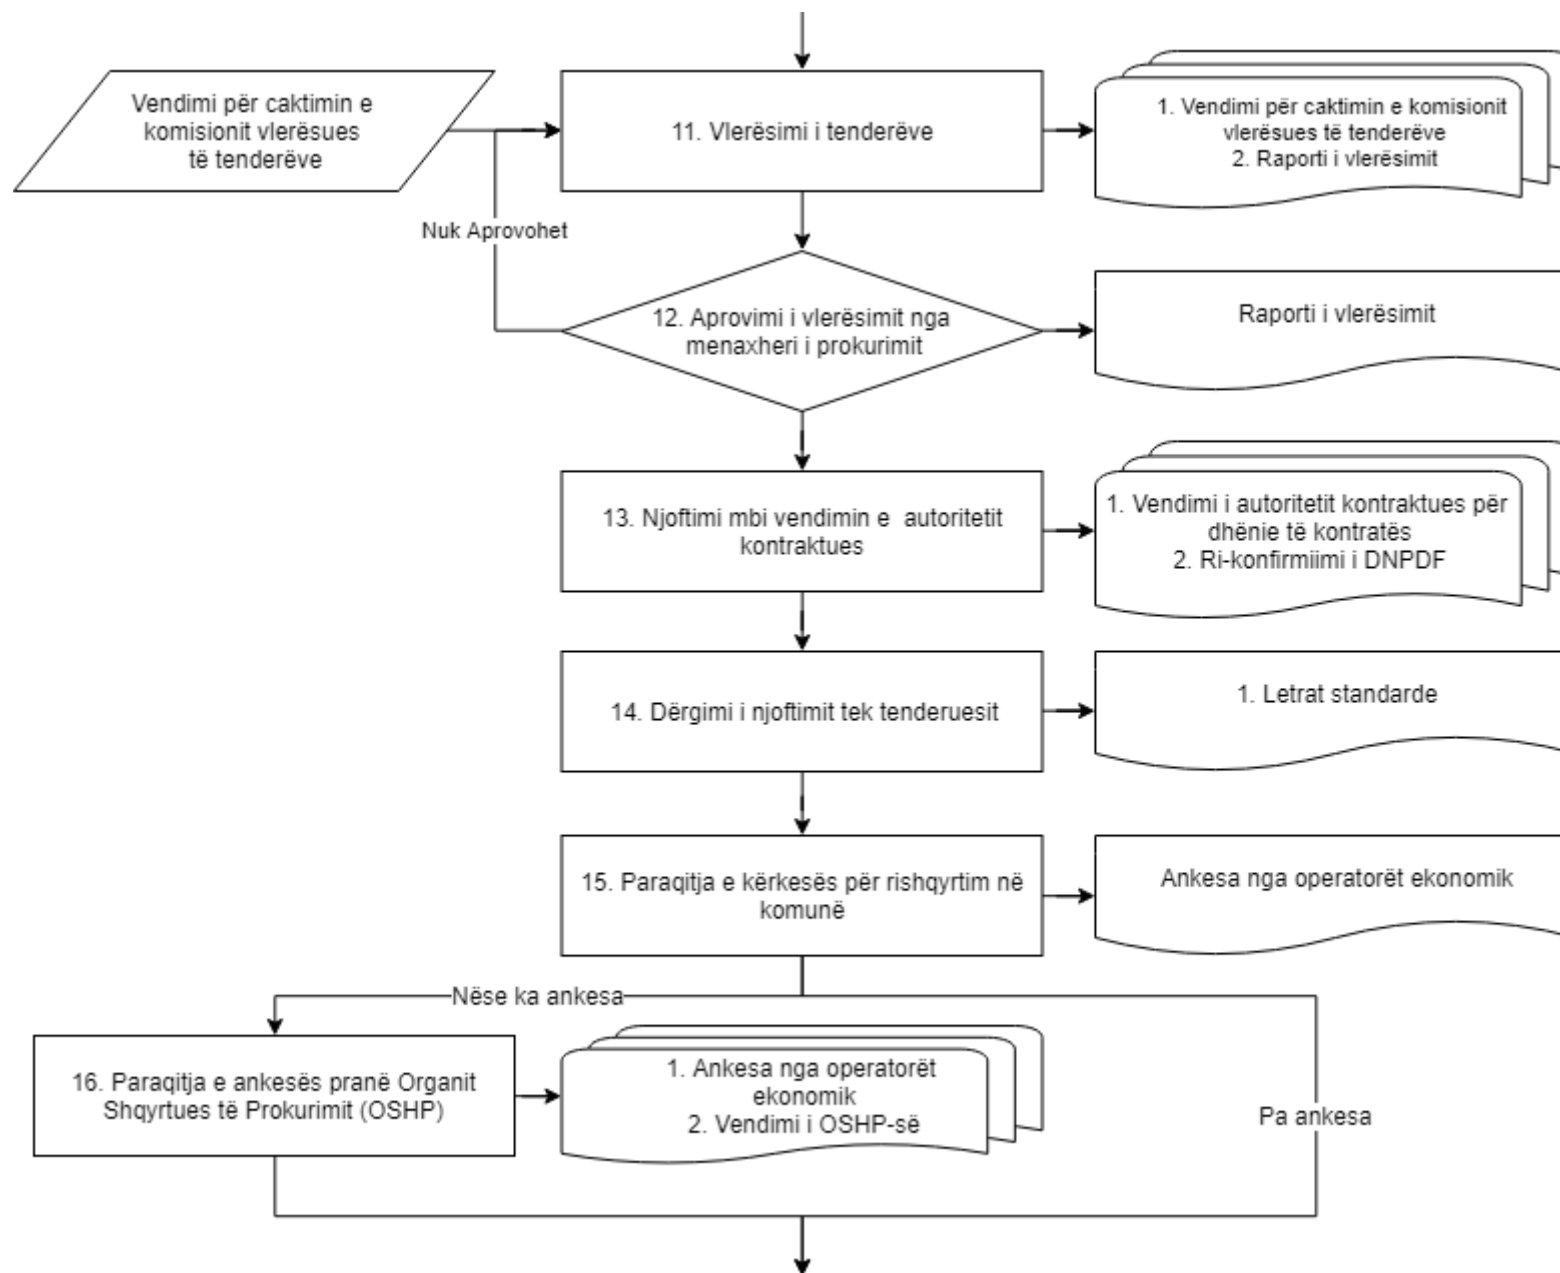 Vendimi për caktimin e
komisionit vlerësues
të tenderëve
11. Vlerësimi i tenderëve
1. Vendimi për caktimin e komisionit
vlerësues të tenderëve
2. Raporti i vlerësimit
Nuk Aprovohet
12. Aprovimi i vlerësimit nga
menaxheri i prokurimit
Raporti i vlerësimit
13. Njoftimi mbi vendimin e autoritetit
kontraktues
1. Vendimi i autoritetit kontraktues për
dhënie të kontratës
2. Ri-konfirmiimi i DNPDF
14. Dërgimi i njoftimit tek tenderuesit
1. Letrat standarde
15. Paraqitja e kërkesës për rishqyrtim në
komunë
Ankesa nga operatorët ekonomik
Nëse ka ankesa
16. Paraqitja e ankesës pranë Organit
Shqyrtues të Prokurimit (OSHP)
1. Ankesa nga operatorët
ekonomik
2. Vendimi i OSHP-së
Pa ankesa